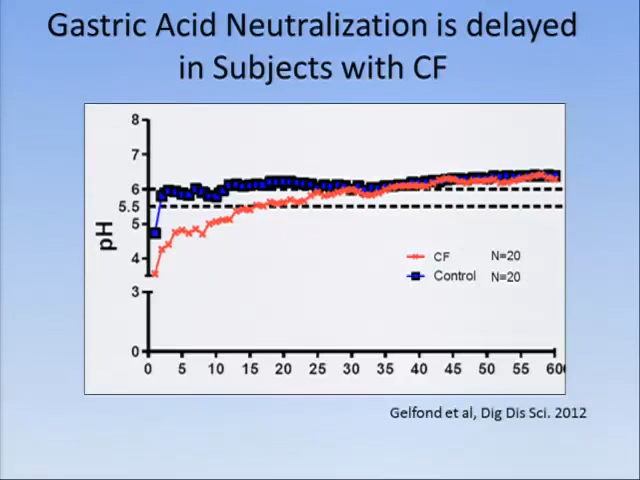 Gastric Acid Neutralization is delayed
in Subjects with CF
8
7
6
5.5
5
4
3
0
pH
CF N=20
Control N=20
0 5 10 15 20 25 30 35 40 45 50 55 600
Gelfond et al, Dig Dis Sci. 2012